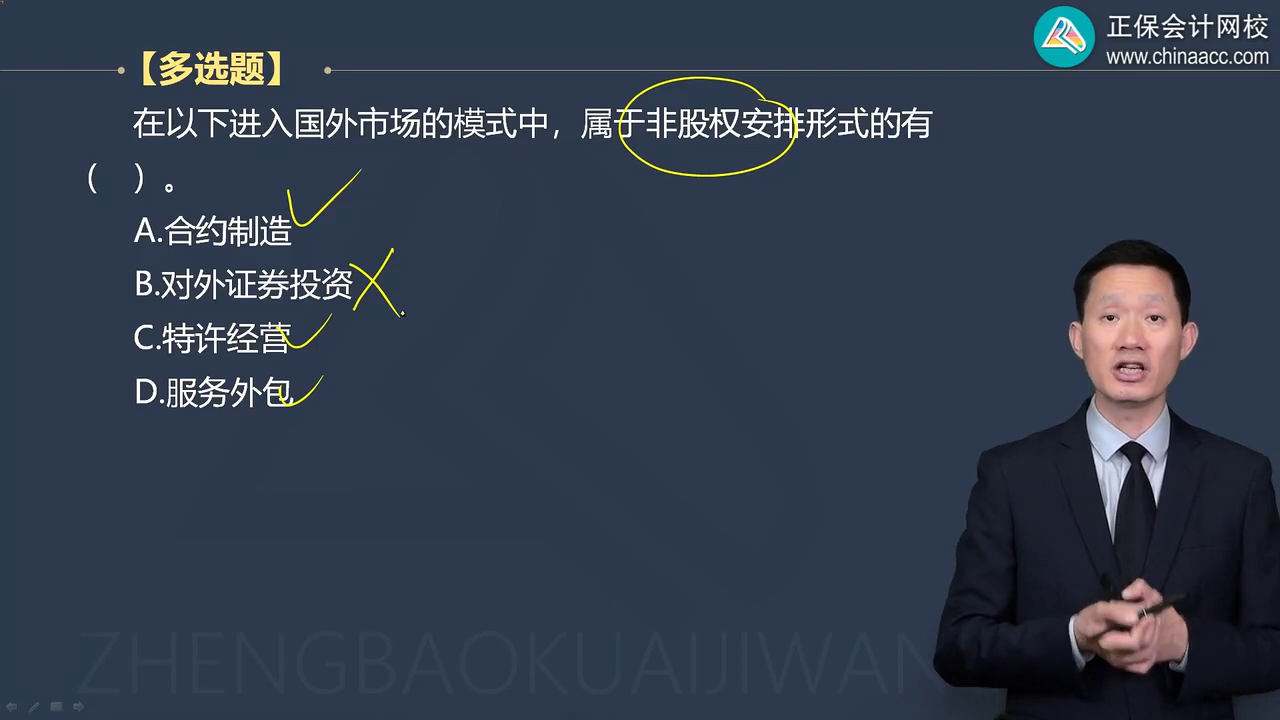 正保会计网校
www.chinaacc.com
【多选题】
在以下进入国外市场的模式中，属于非股权安排形式的有
（ ）。
A.合约制造
B.对外证券投资
C.特许经营
D.服务外包
ZHENGBAOKUAIJIWAN